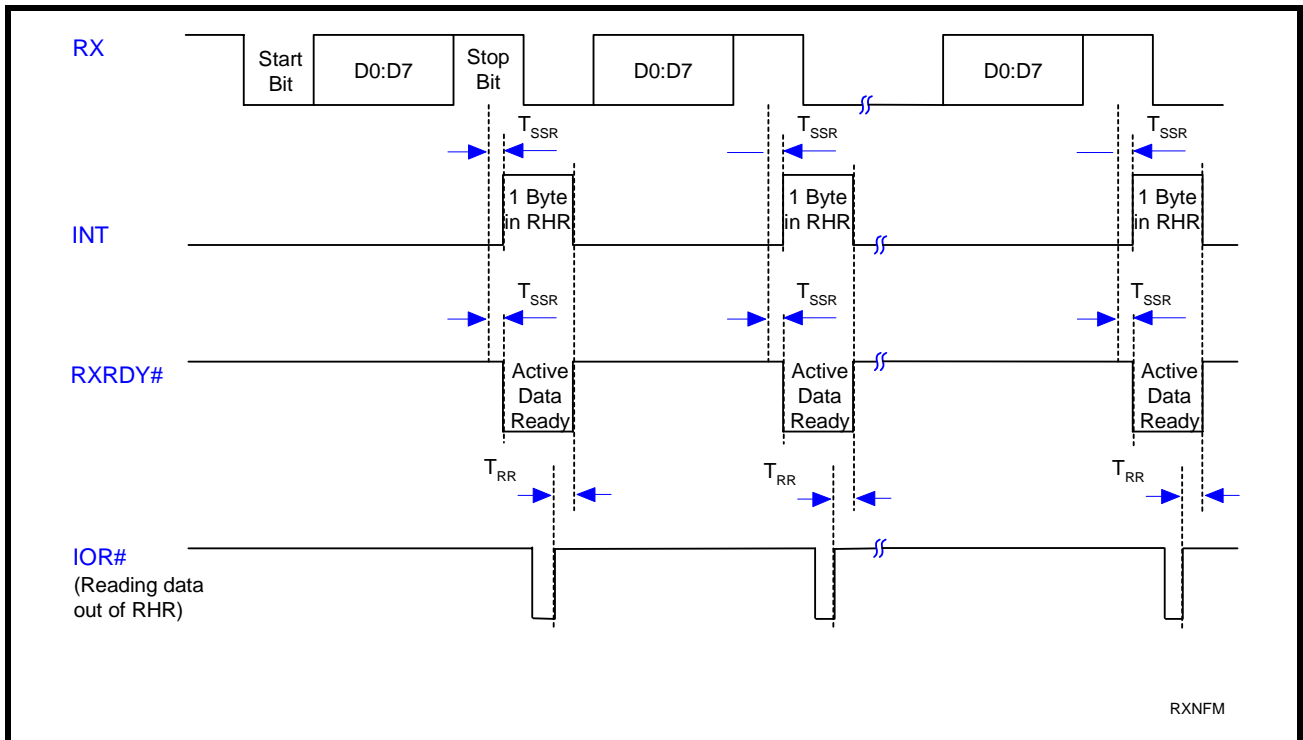 RX
Start
Bit
D0:D7
Stop
Bit
D0:D7
D0:D7
TSSR
TSSR
TSSR
INT
1 Byte
in RHR
1 Byte
in RHR
1 Byte
in RHR
TSSR
TSSR
TSSR
RXRDY#
Active
Data
Ready
Active
Data
Ready
Active
Data
Ready
TRR
TRR
TRR
IOR#
(Reading data
out of RHR)
RXNFM